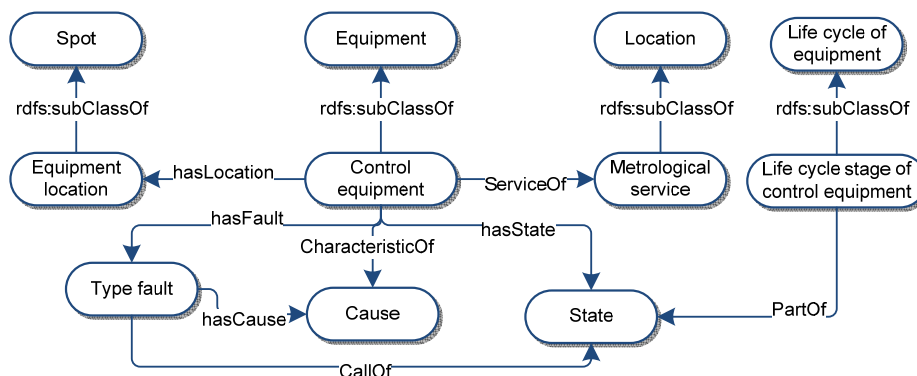 Spot
Equipment
Location
Life cycle of
equipment
rdfs:subClassOf
rdfs:subClassOf
rdfs:subClassOf
rdfs:subClassOf
Equipment
location
hasLocation
Control
equipment
ServiceOf
Metrological
service
Life cycle stage of
control equipment
hasFault
CharacteristicOf
hasState
Type fault
hasCause
Cause
State
PartOf
CallOf